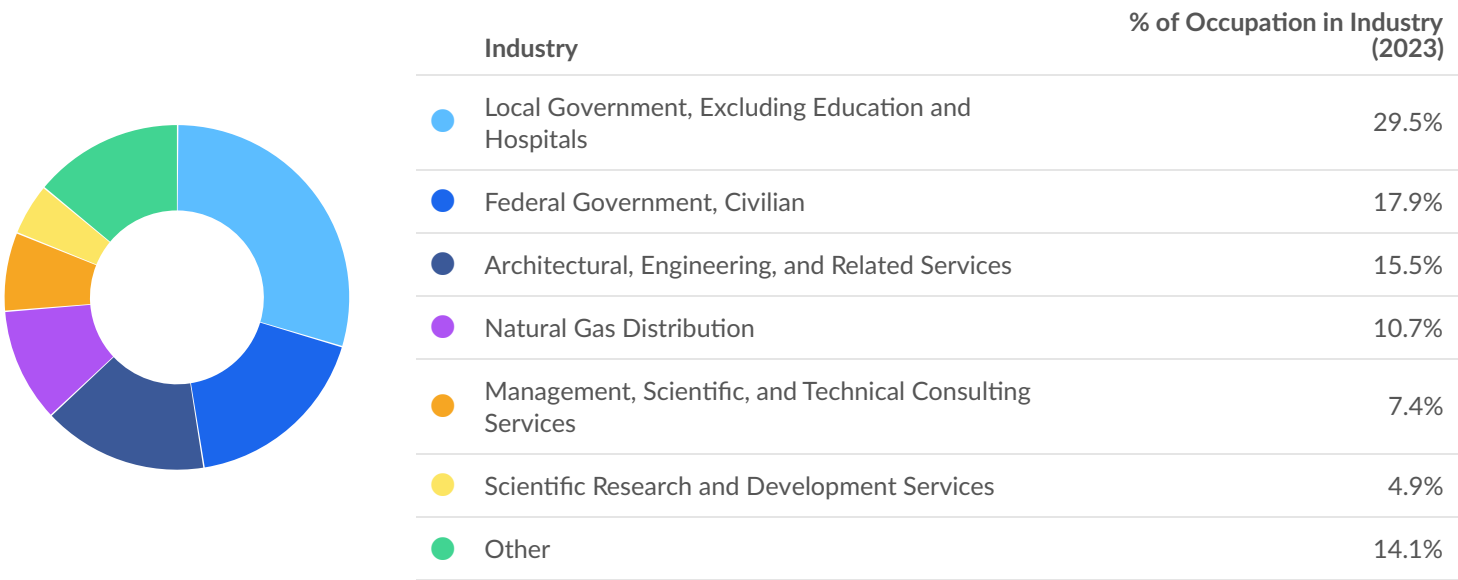 Industry
% of Occupation in Industry
(2023)
Local Government, Excluding Education and
Hospitals
29.5%
Federal Government, Civilian
17.9%
Architectural, Engineering, and Related Services
15.5%
Natural Gas Distribution
10.7%
Management, Scientific, and Technical Consulting
Services
7.4%
Scientific Research and Development Services
4.9%
Other
14.1%